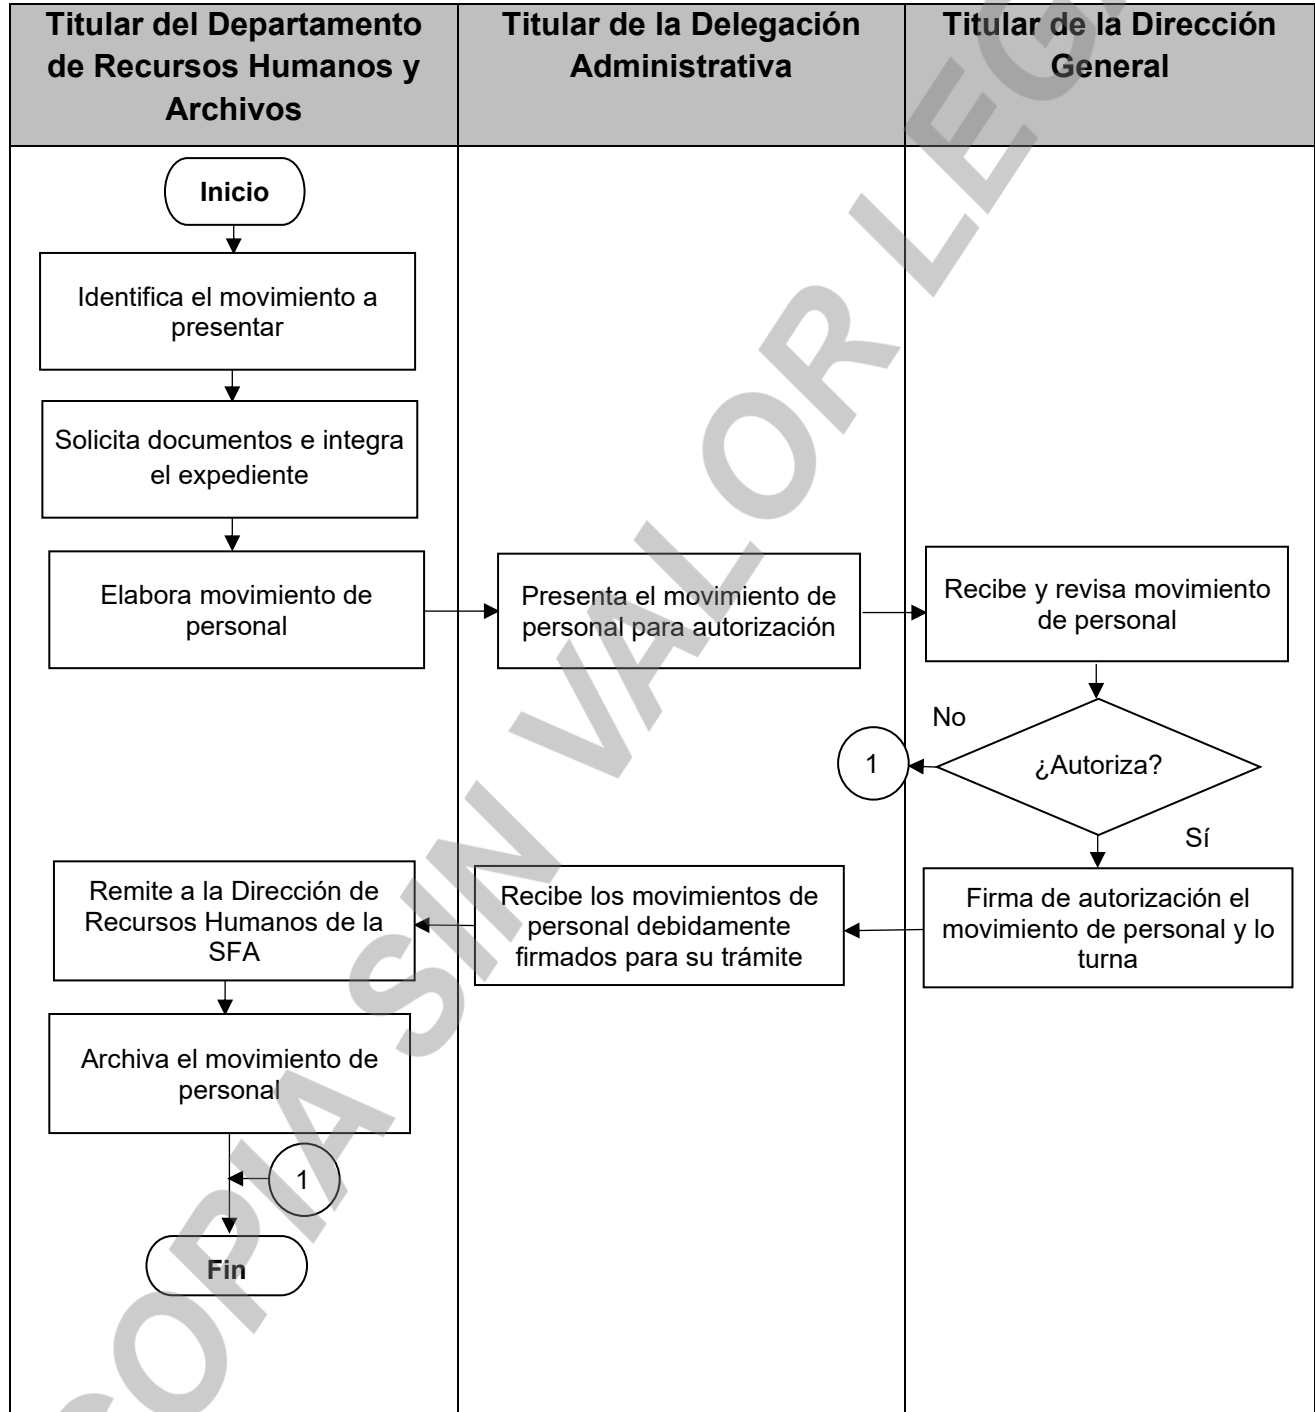 Titular del Departamento
de Recursos Humanos y
Archivos
Titular de la Delegación
Administrativa
Titular de la Dirección
General
Inicio
Identifica el movimiento a
presentar
Solicita documentos e integra
el expediente
Elabora movimiento de
personal
Presenta el movimiento de
personal para autorización
Recibe y revisa movimiento
de personal
No
1
¿Autoriza?
Sí
Remite a la Dirección de
Recursos Humanos de la
SFA
Recibe los movimientos de
personal debidamente
firmados para su trámite
Firma de autorización el
movimiento de personal y lo
turna
Archiva el movimiento de
personal
1
Fin
COPIA SIN VALOR LEG